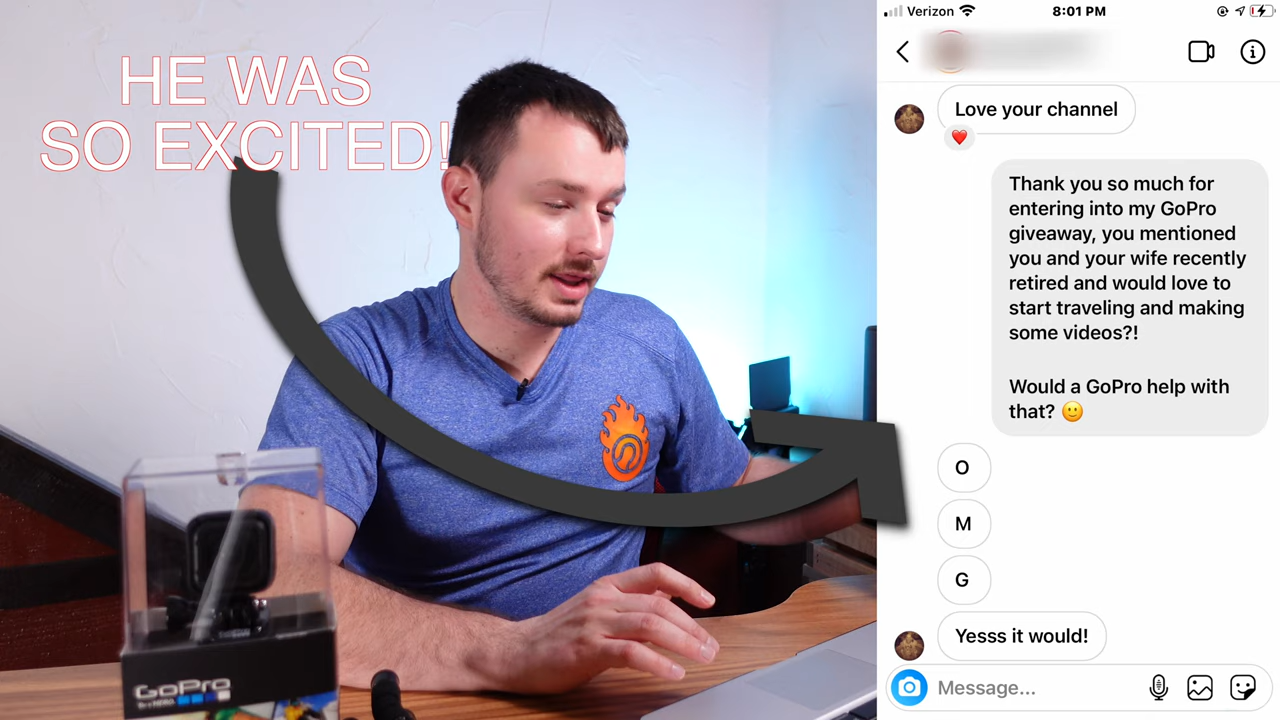 HE WAS
SO EXCITED!
GoPro
Verizon
8:01 PM
Love your channel
Thank you so much for
entering into my GoPro
giveaway, you mentioned
you and your wife recently
retired and would love to
start traveling and making
some videos?!
Would a GoPro help with
that? 🙂
O
M
G
Yesss it would!
Message...